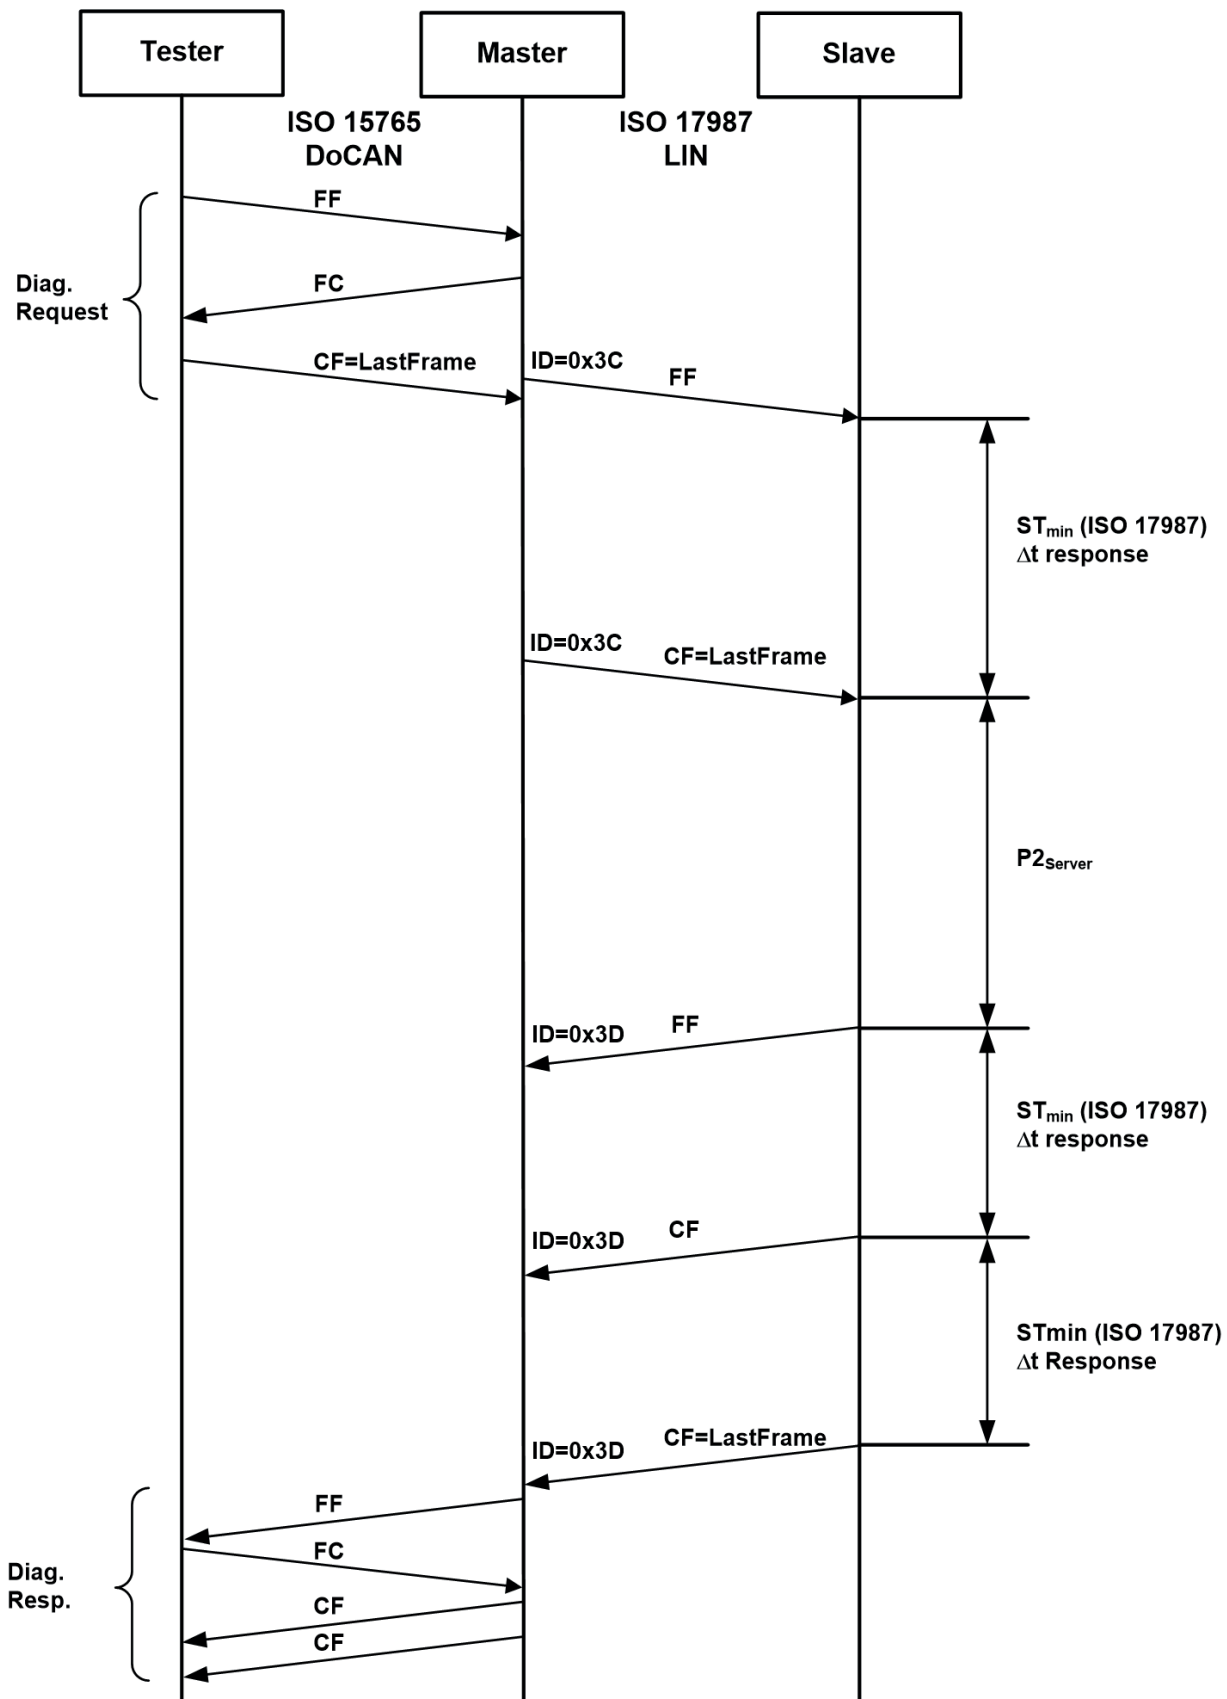 Tester
Master
Slave
ISO 15765
DoCAN
ISO 17987
LIN
FF
FC
Diag.
Request
CF=LastFrame
ID=0x3C
FF
STmin (ISO 17987)
Δt response
ID=0x3C
CF=LastFrame
P2Server
ID=0x3D
FF
STmin (ISO 17987)
Δt response
ID=0x3D
CF
STmin (ISO 17987)
Δt Response
ID=0x3D
CF=LastFrame
FF
FC
Diag.
Resp.
CF
CF